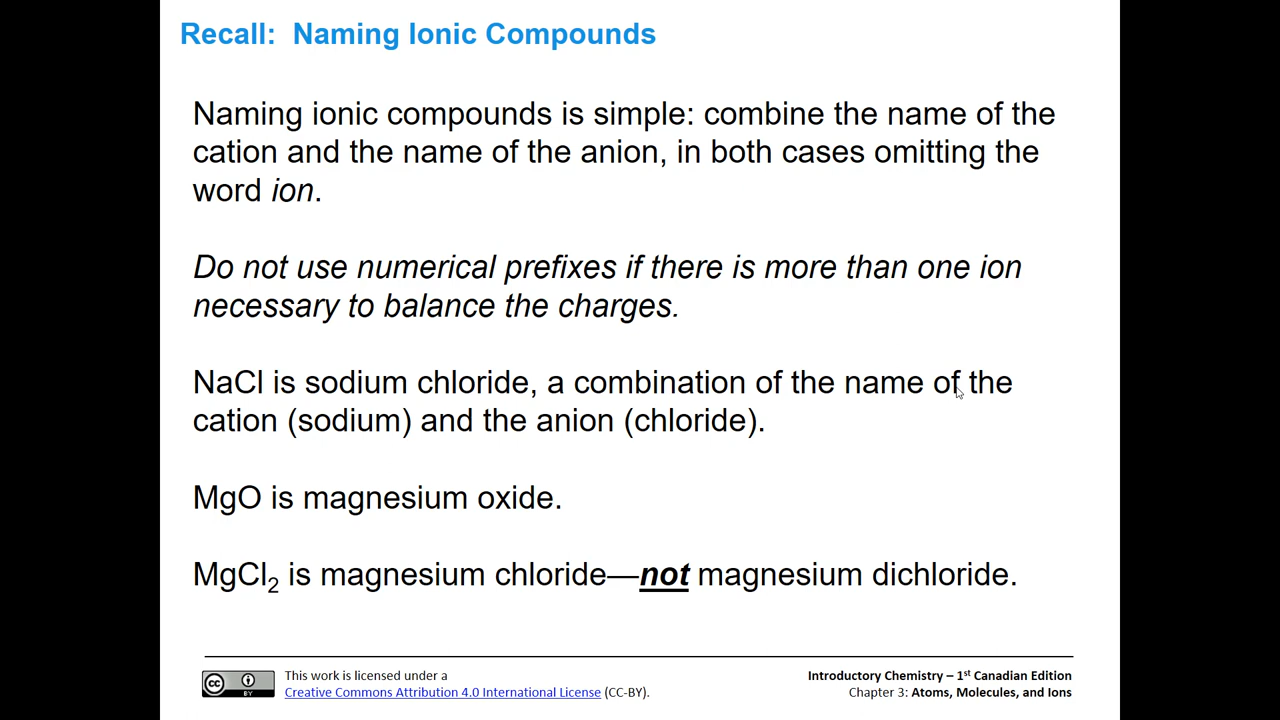 Recall:  Naming Ionic Compounds
Naming ionic compounds is simple: combine the name of the
cation and the name of the anion, in both cases omitting the
word ion.
Do not use numerical prefixes if there is more than one ion
necessary to balance the charges.
NaCl is sodium chloride, a combination of the name of the
cation (sodium) and the anion (chloride).
MgO is magnesium oxide.
MgCl₂ is magnesium chloride—not magnesium dichloride.
cc BY
This work is licensed under a
Creative Commons Attribution 4.0 International License (CC-BY).
Introductory Chemistry – 1st Canadian Edition
Chapter 3: Atoms, Molecules, and Ions